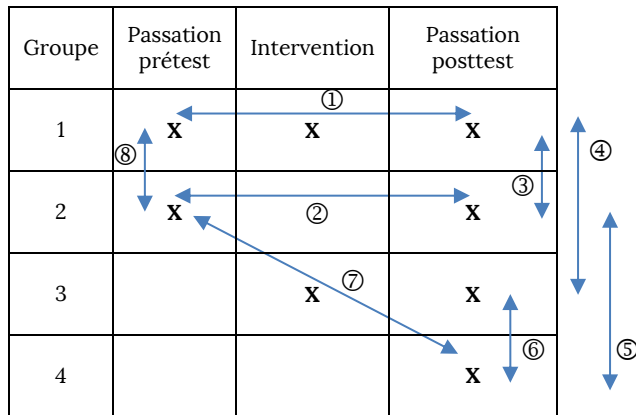 Groupe Passation prétest Intervention Passation posttest
①
1 X X X
④
⑧
③
2 X X
②
⑦
3 X X
⑥
⑤
4 X